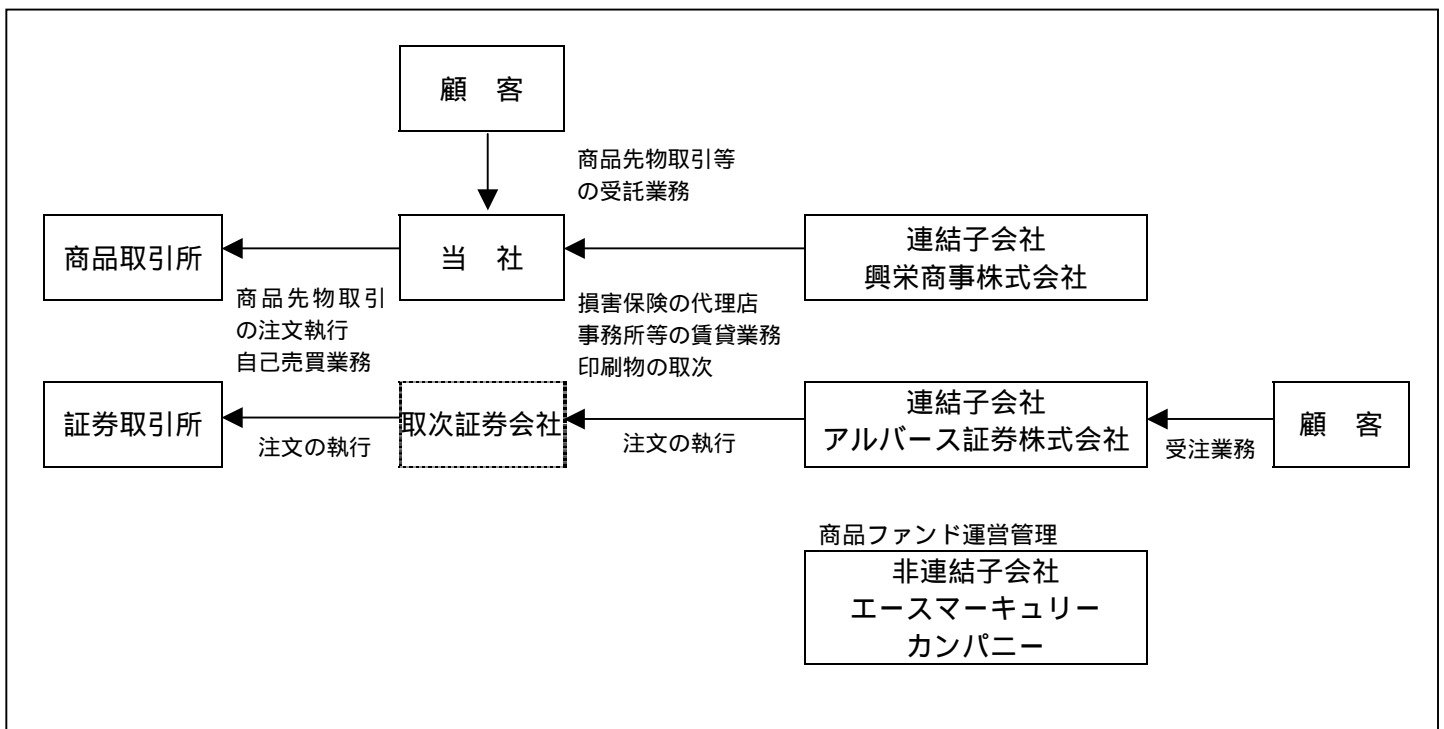 顧 客
商品先物取引等
の受託業務
商品取引所
当 社
連結子会社
興栄商事株式会社
商品先物取引
の注文執行
自己売買業務
損害保険の代理店
事務所等の賃貸業務
印刷物の取次
証券取引所
注文の執行
取次証券会社
注文の執行
連結子会社
アルバース証券株式会社
受注業務
顧 客
商品ファンド運営管理
非連結子会社
エースマーキュリー
カンパニー